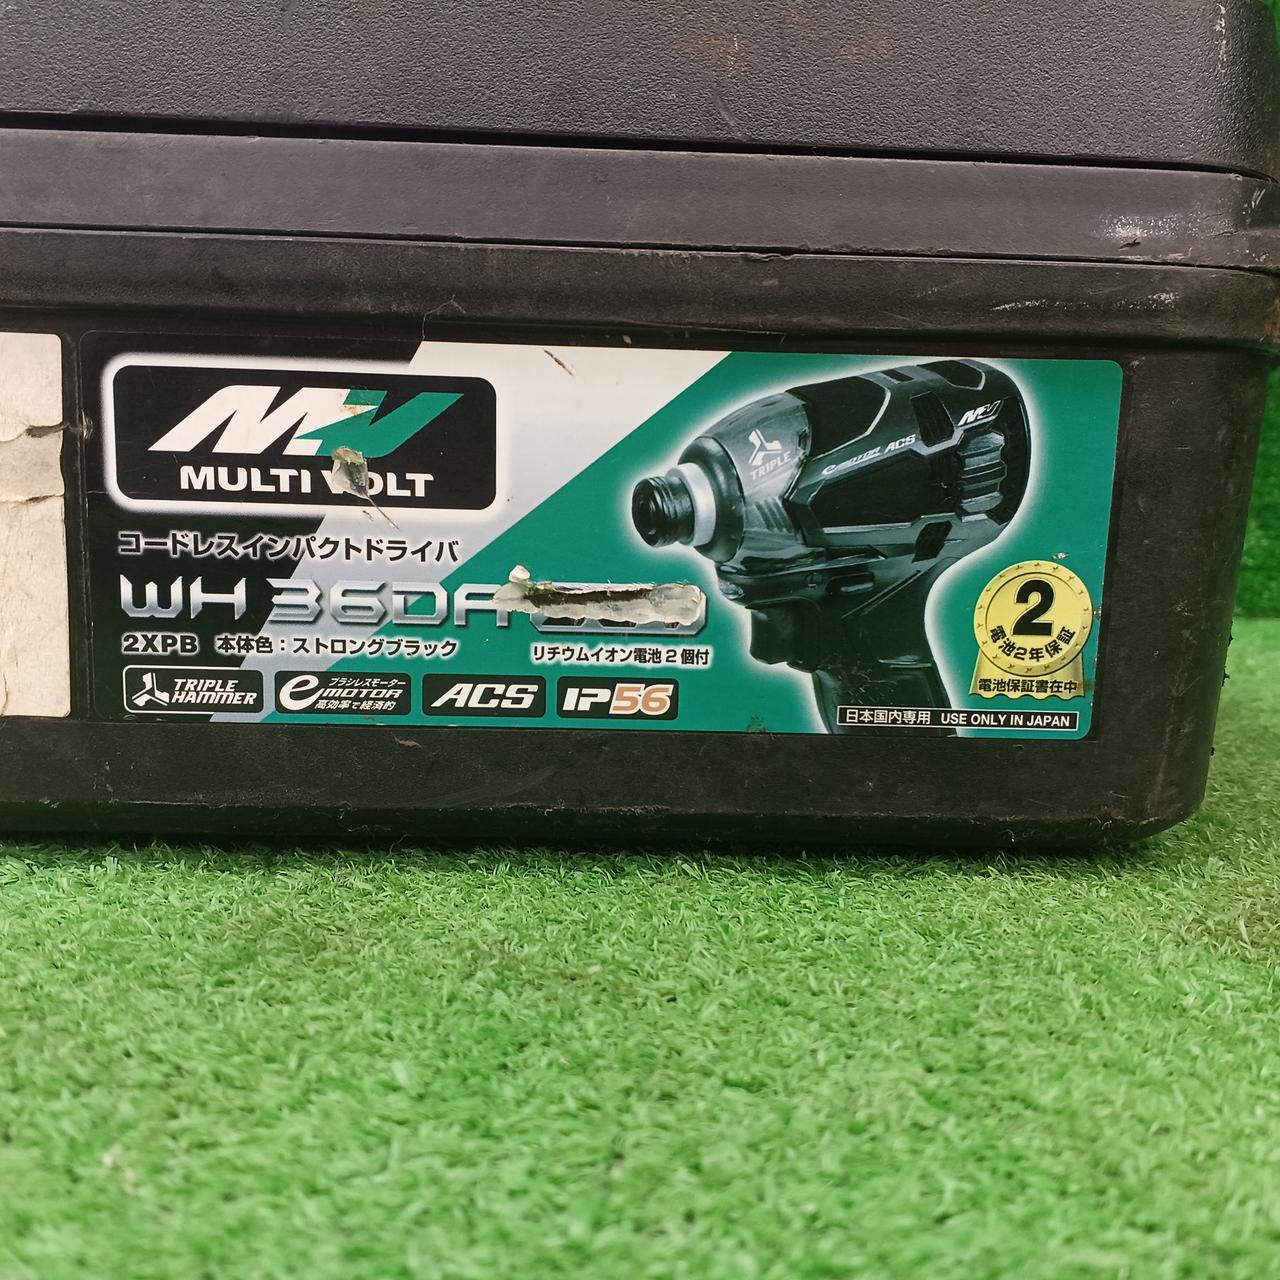 MV
MULTI VOLT
コードレスインパクトドライバ
WH 36DA
2XPB 本体色：ストロングブラック
リチウムイオン電池2個付
TRIPLE HAMMER
ブラシレスモーター
e MOTOR
高効率で経済的
ACS
IP56
TRIPLE
e MOTOR ACS
MV
2
電池2年保証
電池保証書在中
日本国内専用 USE ONLY IN JAPAN